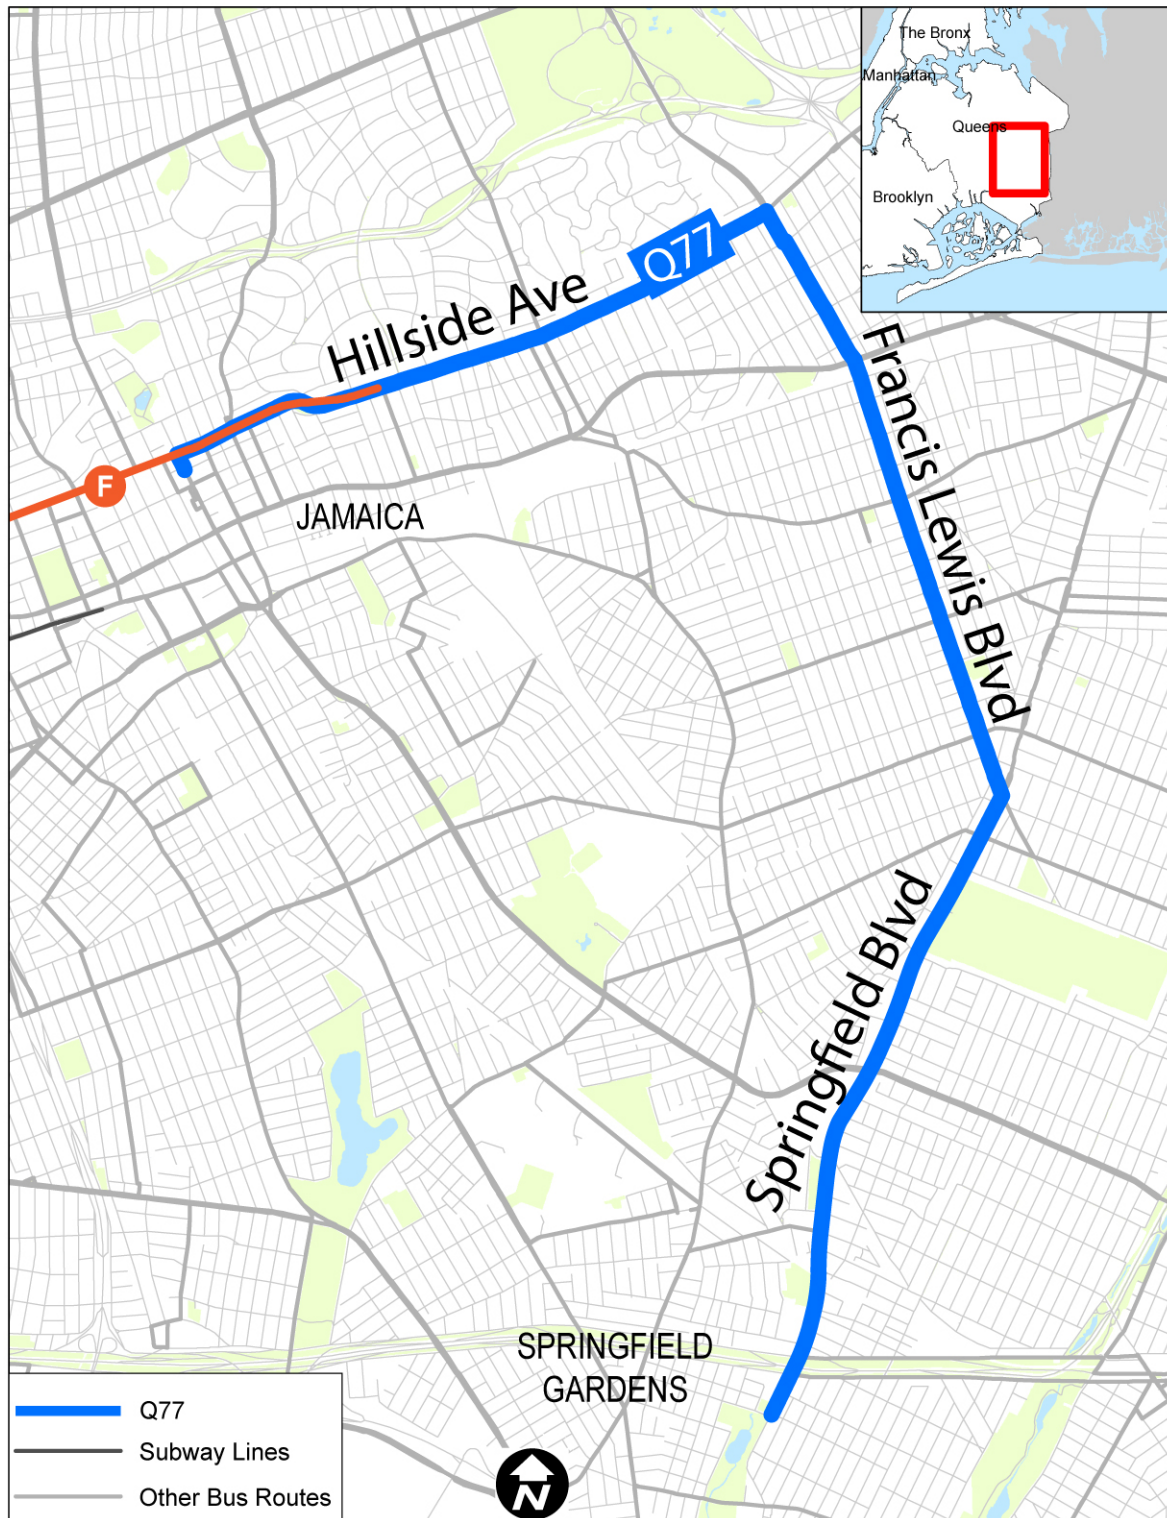 The Bronx
Manhattan
Queens
Brooklyn
Q77
Hillside Ave
Francis Lewis Blvd
F
JAMAICA
Springfield Blvd
SPRINGFIELD
GARDENS
Q77
Subway Lines
Other Bus Routes
N